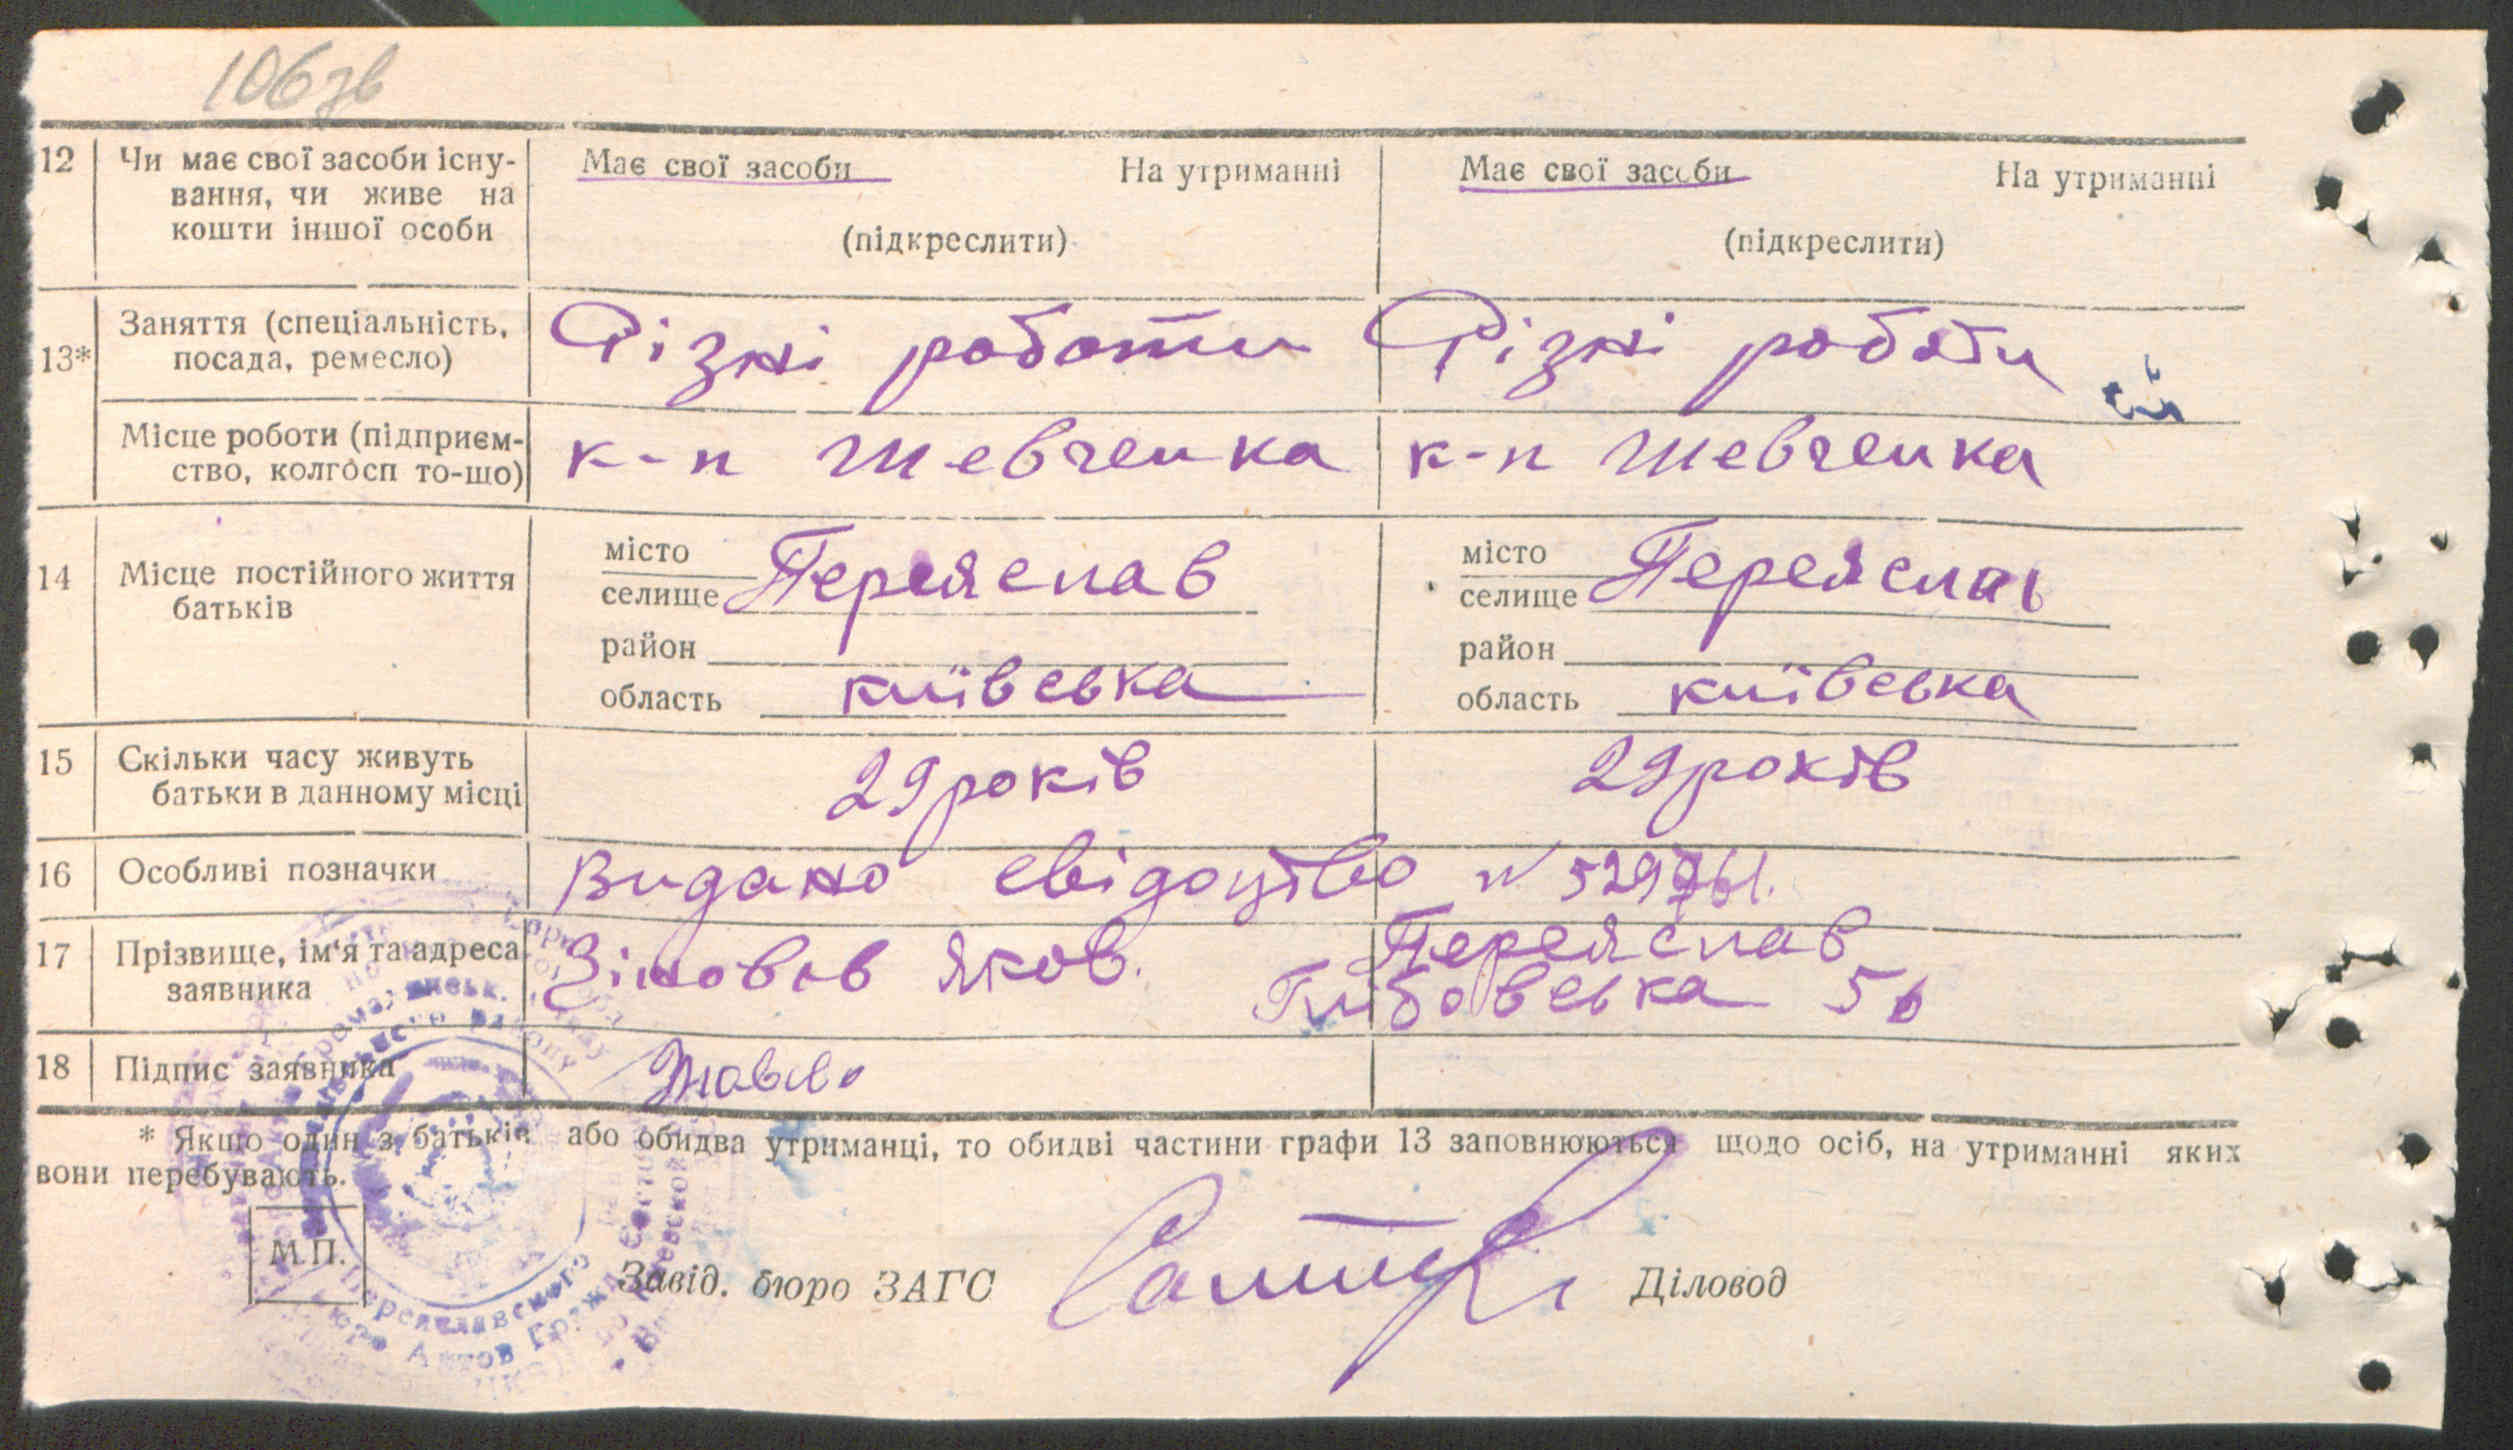 106 зв
12 Чи має свої засоби існу- Має свої засоби На утриманні Має свої засоби На утриманні
вання, чи живе на
кошти іншої особи (підкреслити) (підкреслити)
Заняття (спеціальність, Різні роботи Різні роботи
13* посада, ремесло)
Місце роботи (підприєм- к-п Шевченка к-п Шевченка
ство, колгосп то-що)
місто Переяслав місто Переяслав
14 Місце постійного життя селище селище
батьків
район район
область київська область київська
15 Скільки часу живуть 29 років 29 років
батьки в данному місці
16 Особливі позначки Видано свідоцтво N 529761.
17 Прізвище, ім'я та адреса Яков. Переяслав
заявника
18 Підпис заявника
* Якщо один з батьків або обидва утриманці, то обидві частини графи 13 заповнюються щодо осіб, на утриманні яких
вони перебувають.
М.П. Завід. бюро ЗАГС Діловод